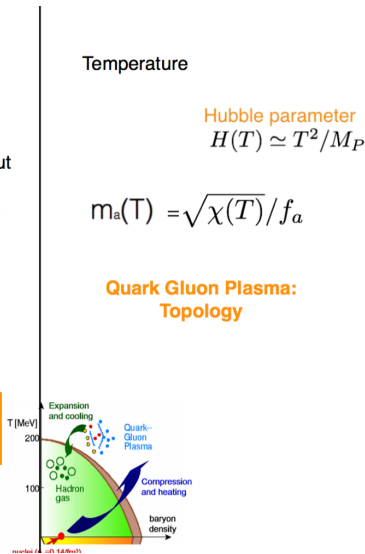 Temperature
Hubble parameter
H(T) ≃ T²/M_P
ut
mₐ(T) = √χ(T)/fₐ
Quark Gluon Plasma:
Topology
Expansion
and cooling
T [MeV]
200
Quark–
Gluon
Plasma
Hadron
gas
100
Compression
and heating
baryon
density
nuclei